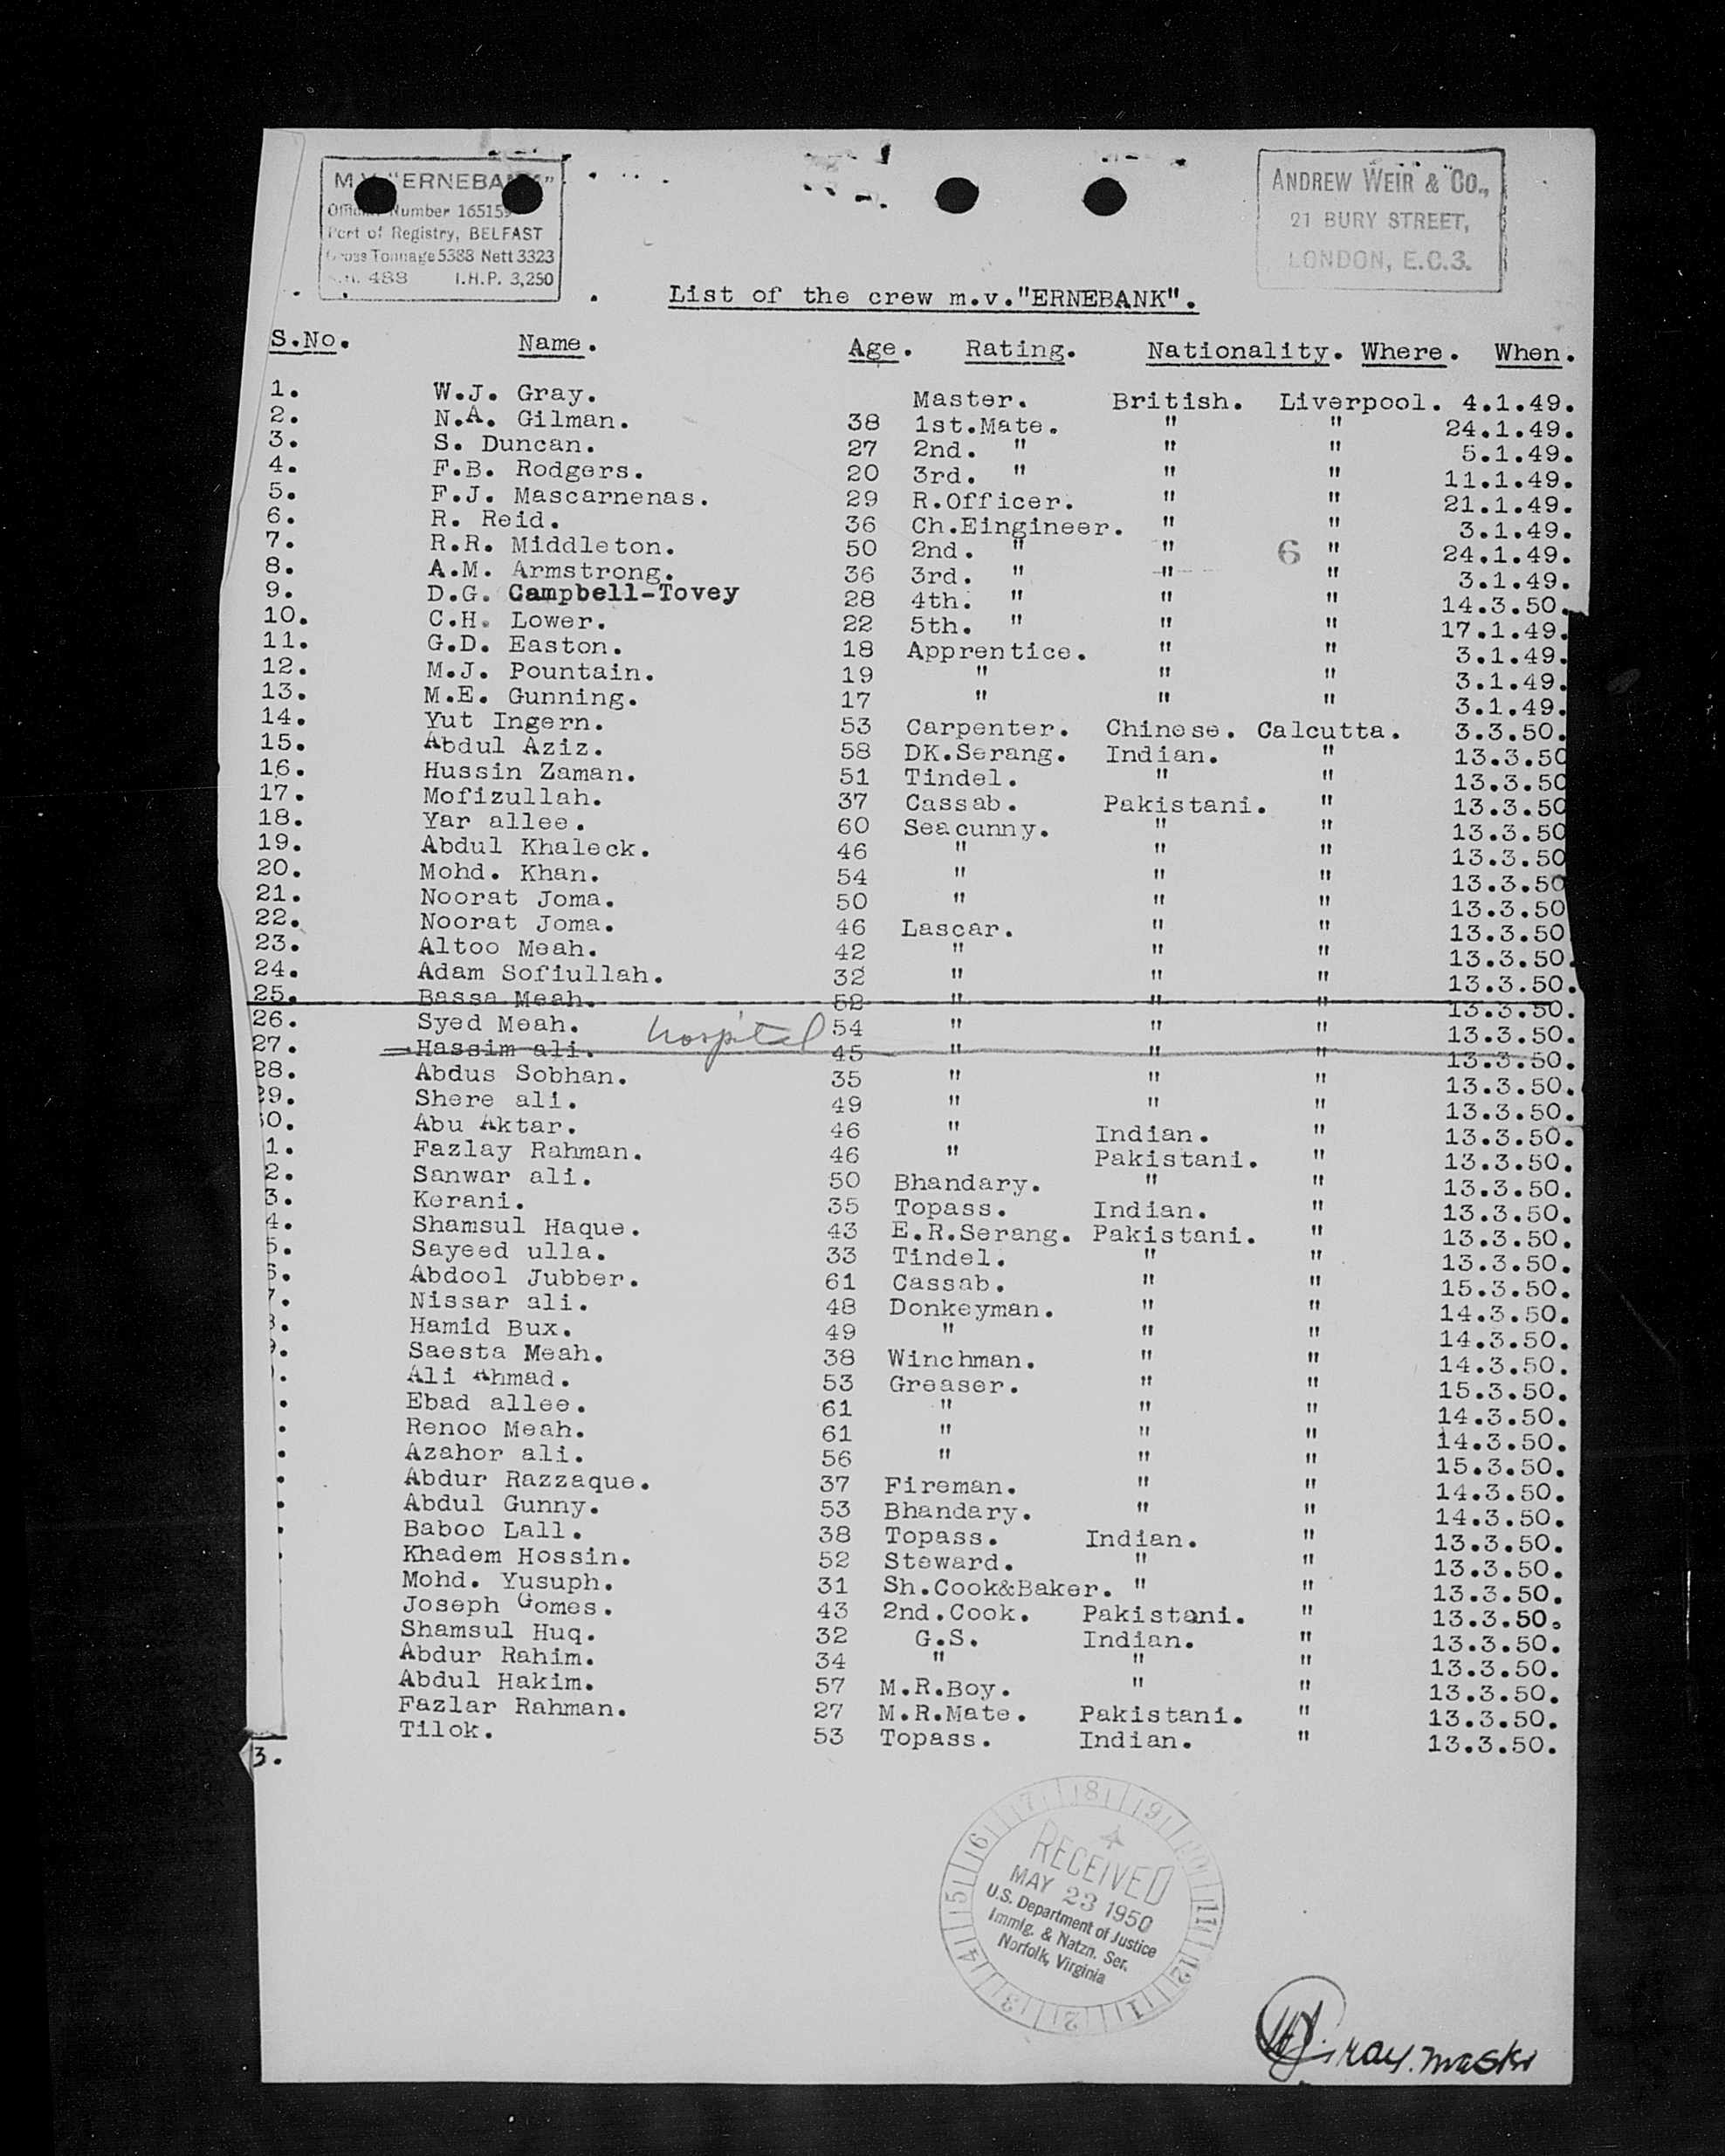 M.V. "ERNEBANK"
Official Number 165159
Port of Registry, BELFAST
Gross Tonnage 5388 Nett 3323
488 I.H.P. 3,250
ANDREW WEIR & CO.,
21 BURY STREET,
LONDON, E.C.3.
List of the crew m.v."ERNEBANK".
S.No. Name. Age. Rating. Nationality. Where. When.
1. W.J. Gray. Master. British. Liverpool. 4.1.49.
2. N.A. Gilman. 38 1st.Mate. " " 24.1.49.
3. S. Duncan. 27 2nd. " " " 5.1.49.
4. F.B. Rodgers. 20 3rd. " " " 11.1.49.
5. F.J. Mascarnenas. 29 R.Officer. " " 21.1.49.
6. R. Reid. 36 Ch.Eingineer. " " 3.1.49.
7. R.R. Middleton. 50 2nd. " " 6 " 24.1.49.
8. A.M. Armstrong. 36 3rd. " " " 3.1.49.
9. D.G. Campbell-Tovey 28 4th. " " " 14.3.50.
10. C.H. Lower. 22 5th. " " " 17.1.49.
11. G.D. Easton. 18 Apprentice. " " 3.1.49.
12. M.J. Pountain. 19 " " " 3.1.49.
13. M.E. Gunning. 17 " " " 3.1.49.
14. Yut Ingern. 53 Carpenter. Chinese. Calcutta. 3.3.50.
15. Abdul Aziz. 58 DK.Serang. Indian. " 13.3.50
16. Hussin Zaman. 51 Tindel. " " 13.3.50
17. Mofizullah. 37 Cassab. Pakistani. " 13.3.50
18. Yar allee. 60 Seacunny. " " 13.3.50
19. Abdul Khaleck. 46 " " " 13.3.50
20. Mohd. Khan. 54 " " " 13.3.50
21. Noorat Joma. 50 " " " 13.3.50
22. Noorat Joma. 46 Lascar. " " 13.3.50
23. Altoo Meah. 42 " " " 13.3.50.
24. Adam Sofiullah. 32 " " " 13.3.50.
25. Bassa Meah. 52 " " " 13.3.50.
26. Syed Meah. 54 " " " 13.3.50.
27. Hassim ali. hospital 45 " " " 13.3.50.
28. Abdus Sobhan. 35 " " " 13.3.50.
29. Shere ali. 49 " " " 13.3.50.
0. Abu Aktar. 46 " Indian. " 13.3.50.
1. Fazlay Rahman. 46 " Pakistani. " 13.3.50.
2. Sanwar ali. 50 Bhandary. " " 13.3.50.
3. Kerani. 35 Topass. Indian. " 13.3.50.
4. Shamsul Haque. 43 E.R.Serang. Pakistani. " 13.3.50.
5. Sayeed ulla. 33 Tindel. " " 13.3.50.
6. Abdool Jubber. 61 Cassab. " " 15.3.50.
7. Nissar ali. 48 Donkeyman. " " 14.3.50.
8. Hamid Bux. 49 " " " 14.3.50.
9. Saesta Meah. 38 Winchman. " " 14.3.50.
. Ali Ahmad. 53 Greaser. " " 15.3.50.
. Ebad allee. 61 " " " 14.3.50.
. Renoo Meah. 61 " " " 14.3.50.
. Azahor ali. 56 " " " 15.3.50.
. Abdur Razzaque. 37 Fireman. " " 14.3.50.
. Abdul Gunny. 53 Bhandary. " " 14.3.50.
. Baboo Lall. 38 Topass. Indian. " 13.3.50.
. Khadem Hossin. 52 Steward. " " 13.3.50.
Mohd. Yusuph. 31 Sh.Cook&Baker. " " 13.3.50.
Joseph Gomes. 43 2nd.Cook. Pakistani. " 13.3.50.
Shamsul Huq. 32 G.S. Indian. " 13.3.50.
Abdur Rahim. 34 " " " 13.3.50.
Abdul Hakim. 57 M.R.Boy. " " 13.3.50.
Fazlar Rahman. 27 M.R.Mate. Pakistani. " 13.3.50.
Tilok. 53 Topass. Indian. " 13.3.50.
3.
RECEIVED
MAY 23 1950
U.S. Department of Justice
Immig. & Natzn. Ser.
Norfolk, Virginia
WJ Gray. Master